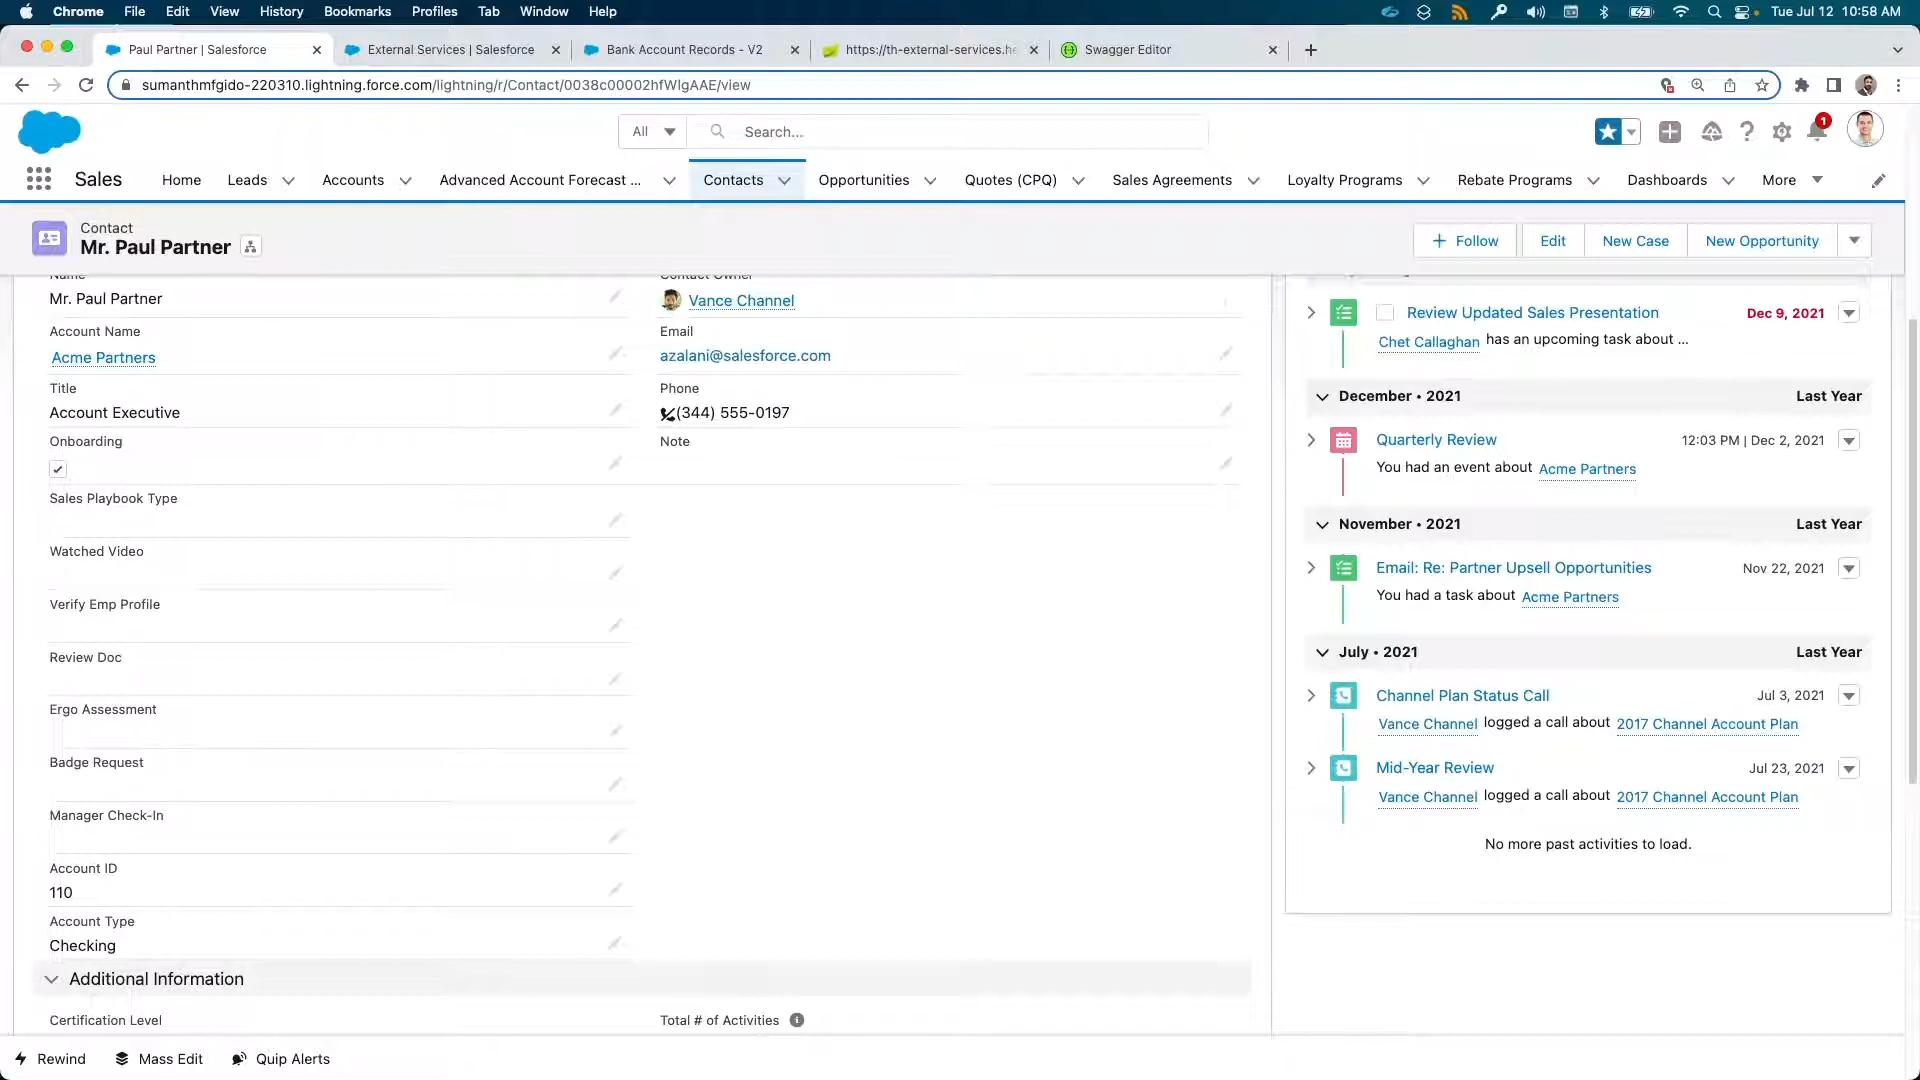 Chrome File Edit View History Bookmarks Profiles Tab Window Help Tue Jul 12 10:58 AM
Paul Partner | Salesforce External Services | Salesforce Bank Account Records - V2 https://th-external-services.he Swagger Editor
sumanthmfgido-220310.lightning.force.com/lightning/r/Contact/0038c00002hfWlgAAE/view
All Search... 1
Sales Home Leads Accounts Advanced Account Forecast ... Contacts Opportunities Quotes (CPQ) Sales Agreements Loyalty Programs Rebate Programs Dashboards More
Contact
Mr. Paul Partner
Follow Edit New Case New Opportunity
Name
Mr. Paul Partner
Account Name
Acme Partners
Title
Account Executive
Onboarding
Sales Playbook Type
Watched Video
Verify Emp Profile
Review Doc
Ergo Assessment
Badge Request
Manager Check-In
Account ID
110
Account Type
Checking
Contact Owner
Vance Channel
Email
azalani@salesforce.com
Phone
(344) 555-0197
Note
Additional Information
Certification Level
Total # of Activities
Review Updated Sales Presentation Dec 9, 2021
Chet Callaghan has an upcoming task about ...
December • 2021 Last Year
Quarterly Review 12:03 PM | Dec 2, 2021
You had an event about Acme Partners
November • 2021 Last Year
Email: Re: Partner Upsell Opportunities Nov 22, 2021
You had a task about Acme Partners
July • 2021 Last Year
Channel Plan Status Call Jul 3, 2021
Vance Channel logged a call about 2017 Channel Account Plan
Mid-Year Review Jul 23, 2021
Vance Channel logged a call about 2017 Channel Account Plan
No more past activities to load.
Rewind Mass Edit Quip Alerts